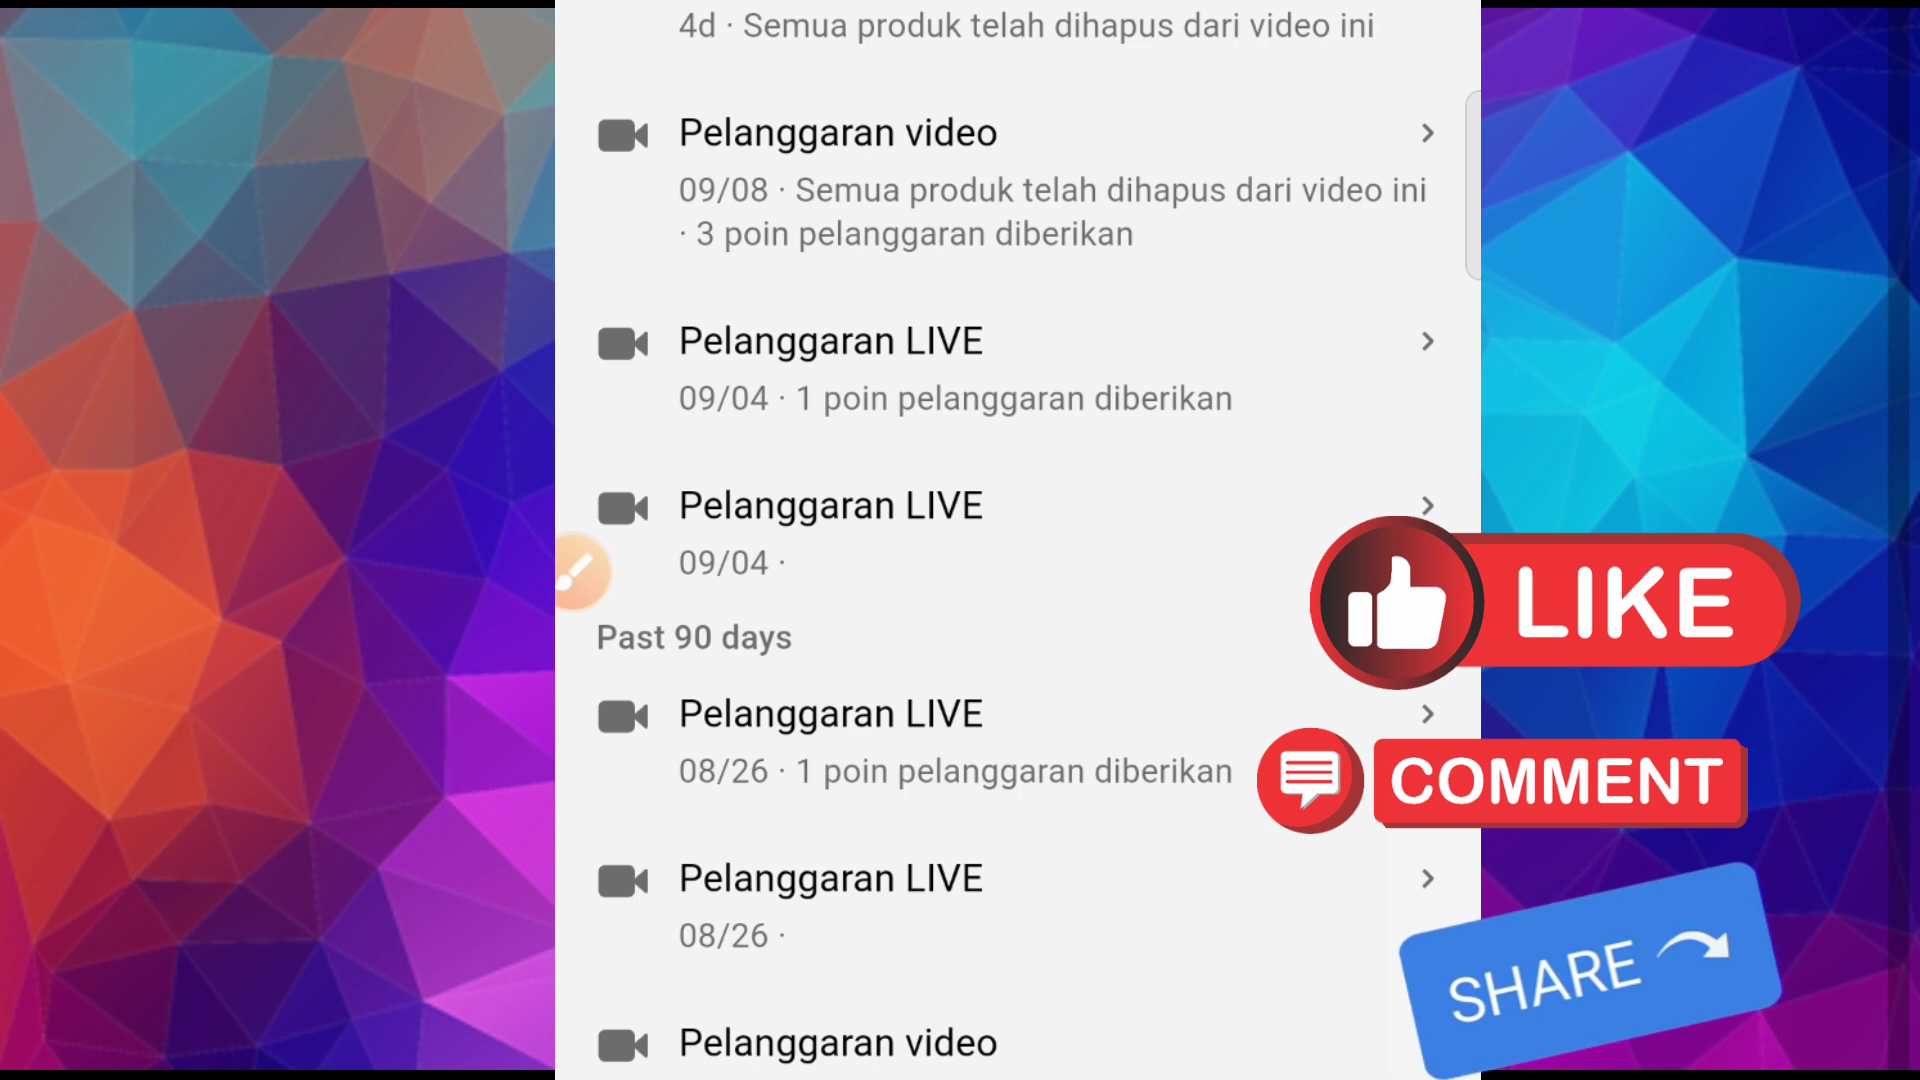 4d · Semua produk telah dihapus dari video ini
Pelanggaran video
09/08 · Semua produk telah dihapus dari video ini
· 3 poin pelanggaran diberikan
Pelanggaran LIVE
09/04 · 1 poin pelanggaran diberikan
Pelanggaran LIVE
09/04 ·
LIKE
Past 90 days
Pelanggaran LIVE
08/26 · 1 poin pelanggaran diberikan
COMMENT
Pelanggaran LIVE
08/26 ·
SHARE
Pelanggaran video